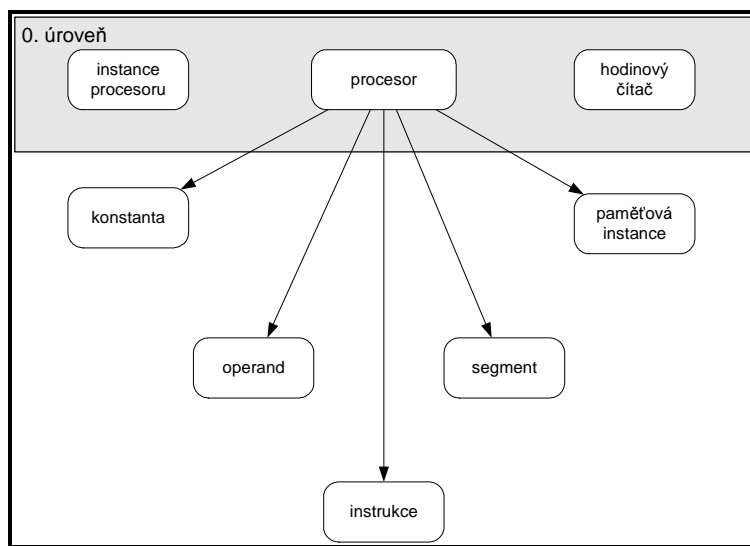 0. úroveň
instance
procesoru
procesor
hodinový
čítač
konstanta
paměťová
instance
operand
segment
instrukce